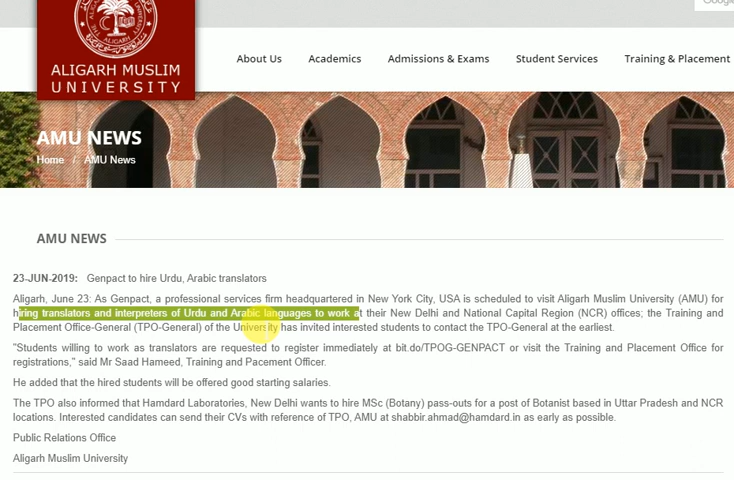 Google
ALIGARH MUSLIM
UNIVERSITY
About Us Academics Admissions & Exams Student Services Training & Placement
AMU NEWS
Home / AMU News
AMU NEWS
23-JUN-2019: Genpact to hire Urdu, Arabic translators
Aligarh, June 23: As Genpact, a professional services firm headquartered in New York City, USA is scheduled to visit Aligarh Muslim University (AMU) for
hiring translators and interpreters of Urdu and Arabic languages to work at their New Delhi and National Capital Region (NCR) offices; the Training and
Placement Office-General (TPO-General) of the University has invited interested students to contact the TPO-General at the earliest.
"Students willing to work as translators are requested to register immediately at bit.do/TPOG-GENPACT or visit the Training and Placement Office for
registrations," said Mr Saad Hameed, Training and Pacement Officer.
He added that the hired students will be offered good starting salaries.
The TPO also informed that Hamdard Laboratories, New Delhi wants to hire MSc (Botany) pass-outs for a post of Botanist based in Uttar Pradesh and NCR
locations. Interested candidates can send their CVs with reference of TPO, AMU at shabbir.ahmad@hamdard.in as early as possible.
Public Relations Office
Aligarh Muslim University